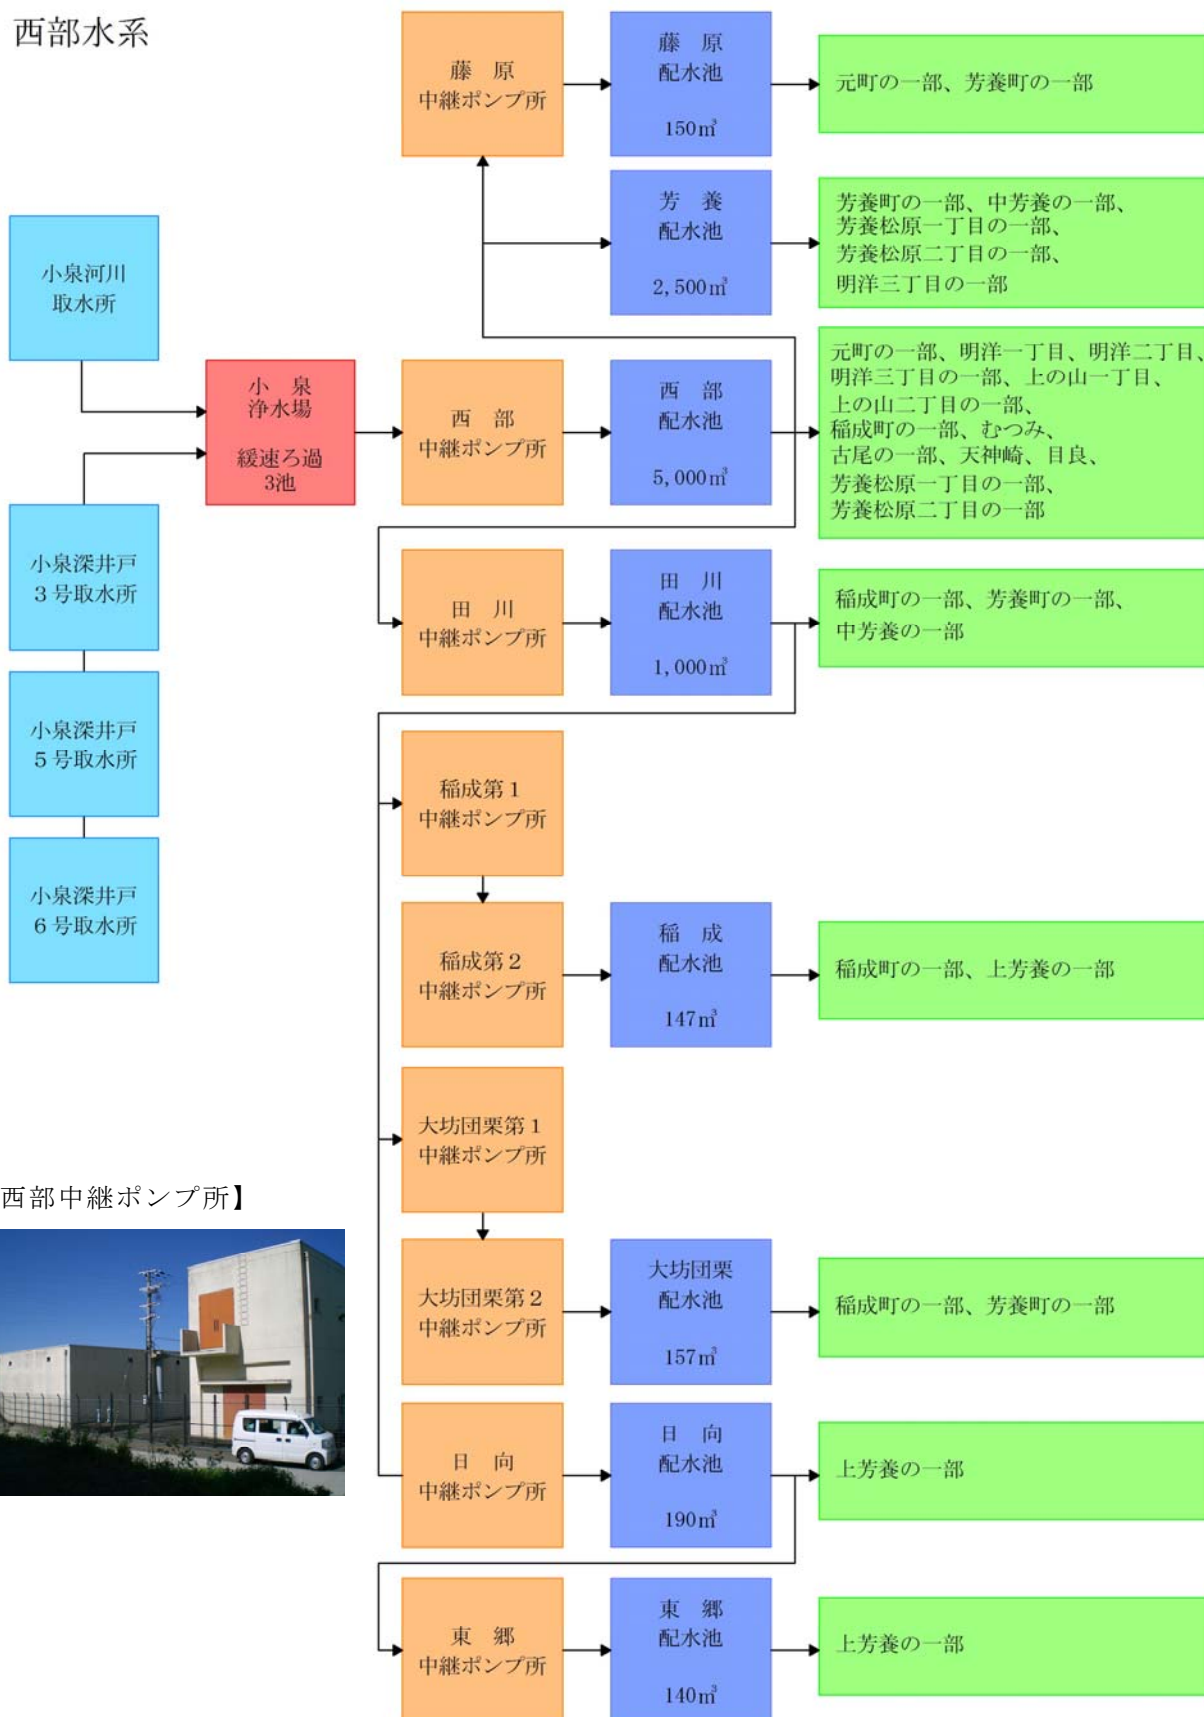 西部水系
藤　原
中継ポンプ所
藤　原
配水池
150㎥
元町の一部、芳養町の一部
芳　養
配水池
2,500㎥
芳養町の一部、中芳養の一部、
芳養松原一丁目の一部、
芳養松原二丁目の一部、
明洋三丁目の一部
小泉河川
取水所
小　泉
浄水場
緩速ろ過
3池
西　部
中継ポンプ所
西　部
配水池
5,000㎥
元町の一部、明洋一丁目、明洋二丁目、
明洋三丁目の一部、上の山一丁目、
上の山二丁目の一部、
稲成町の一部、むつみ、
古尾の一部、天神崎、目良、
芳養松原一丁目の一部、
芳養松原二丁目の一部
小泉深井戸
３号取水所
田　川
中継ポンプ所
田　川
配水池
1,000㎥
稲成町の一部、芳養町の一部、
中芳養の一部
小泉深井戸
５号取水所
稲成第１
中継ポンプ所
小泉深井戸
６号取水所
稲成第２
中継ポンプ所
稲　成
配水池
147㎥
稲成町の一部、上芳養の一部
大坊団栗第１
中継ポンプ所
西部中継ポンプ所】
大坊団栗第２
中継ポンプ所
大坊団栗
配水池
157㎥
稲成町の一部、芳養町の一部
日　向
中継ポンプ所
日　向
配水池
190㎥
上芳養の一部
東　郷
中継ポンプ所
東　郷
配水池
140㎥
上芳養の一部